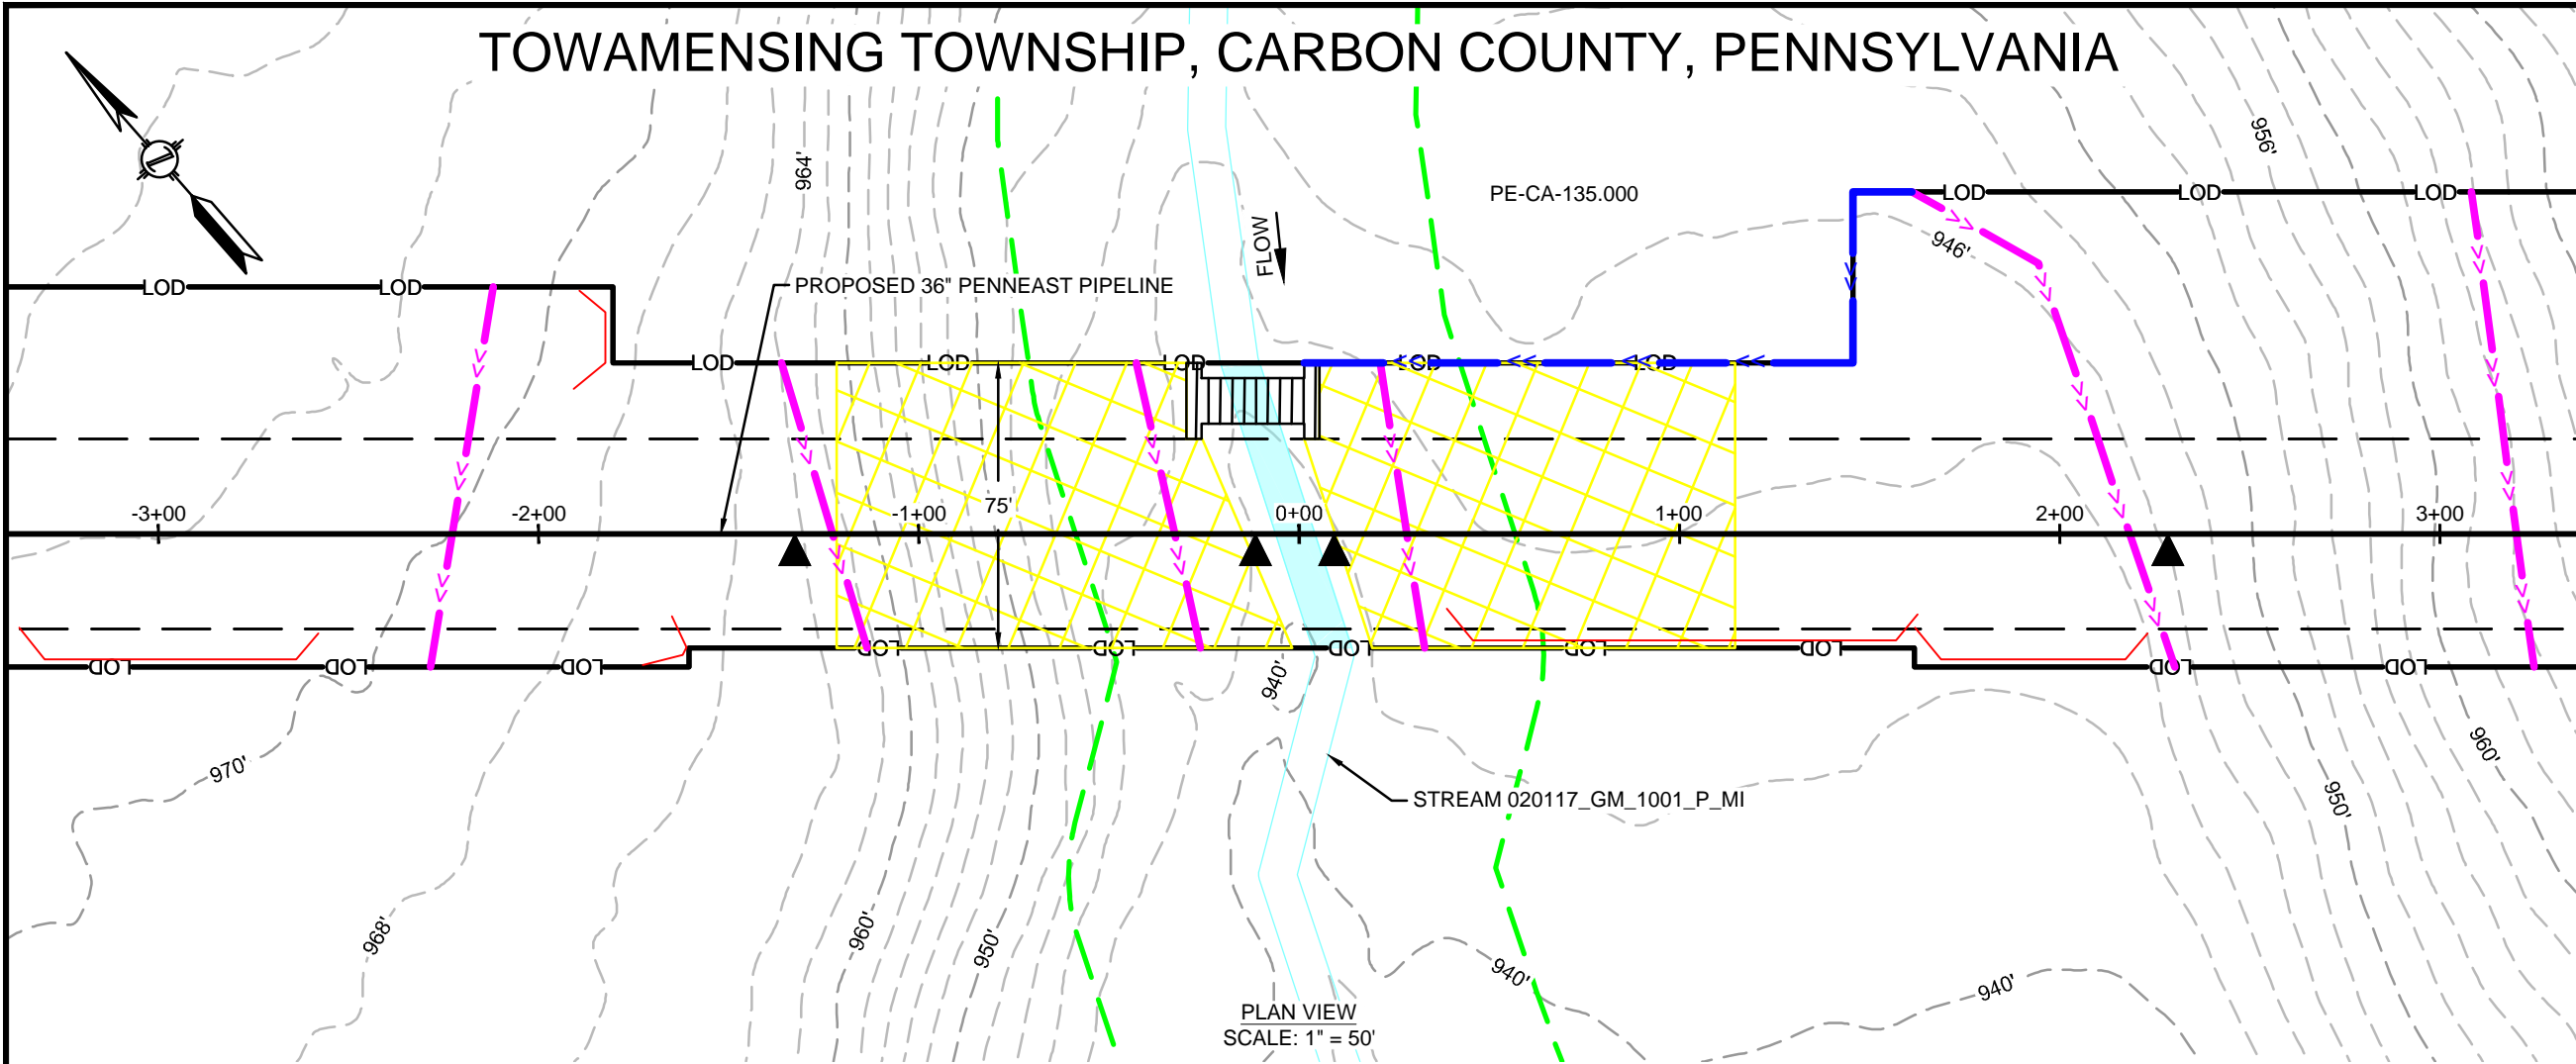 TOWAMENSING TOWNSHIP, CARBON COUNTY, PENNSYLVANIA
956'
964'
PE-CA-135.000
LOD LOD LOD
FLOW
946'
LOD LOD
PROPOSED 36" PENNEAST PIPELINE
LOD LOD LOD LOD LOD
75'
-3+00 -2+00 -1+00 0+00 1+00 2+00 3+00
LOD LOD LOD LOD
LOD LOD LOD LOD LOD LOD
940'
970'
960'
950'
STREAM 020117_GM_1001_P_MI
968'
960'
950'
940'
940'
PLAN VIEW
SCALE: 1" = 50'